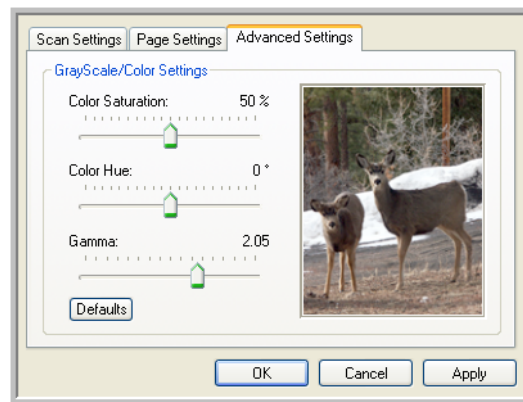 Scan Settings Page Settings Advanced Settings
GrayScale/Color Settings
Color Saturation: 50 %
Color Hue: 0 °
Gamma: 2.05
Defaults
OK Cancel Apply